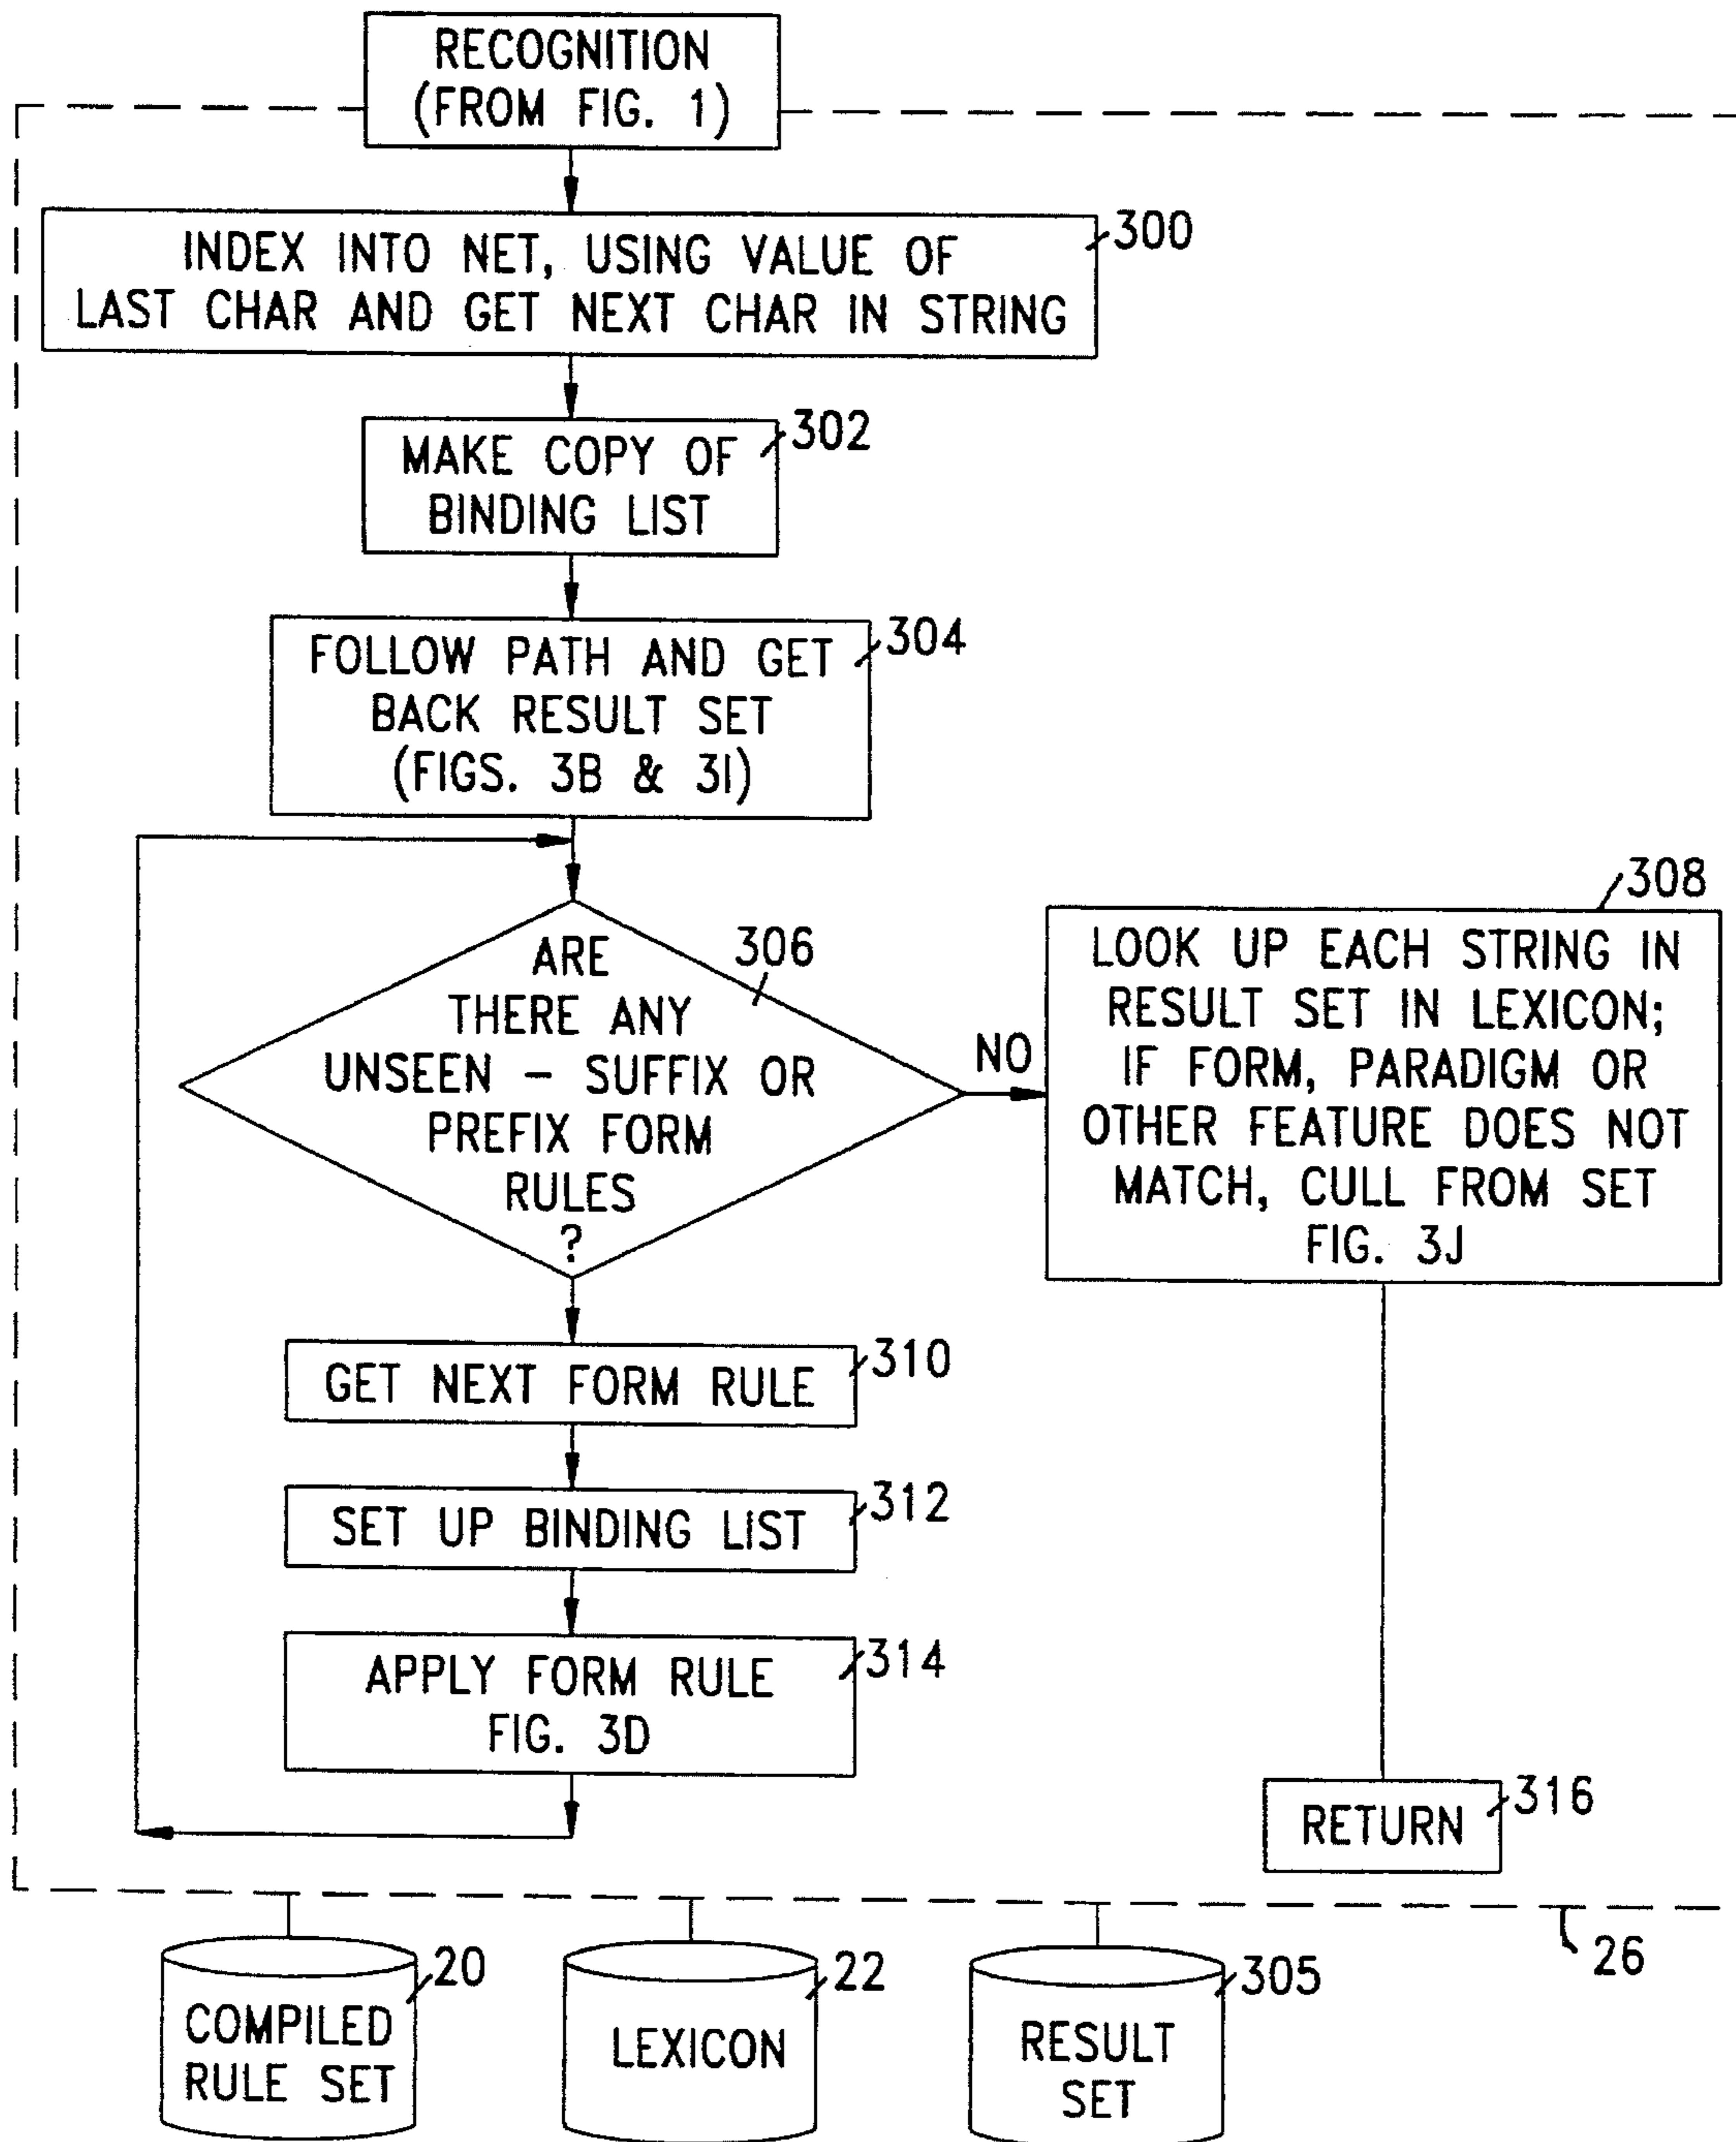 RECOGNITION
(FROM FIG. 1)
INDEX INTO NET, USING VALUE OF
LAST CHAR AND GET NEXT CHAR IN STRING
300
MAKE COPY OF
BINDING LIST
302
FOLLOW PATH AND GET
BACK RESULT SET
(FIGS. 3B & 3I)
304
ARE
THERE ANY
UNSEEN – SUFFIX OR
PREFIX FORM
RULES
?
306
NO
308
LOOK UP EACH STRING IN
RESULT SET IN LEXICON;
IF FORM, PARADIGM OR
OTHER FEATURE DOES NOT
MATCH, CULL FROM SET
FIG. 3J
GET NEXT FORM RULE
310
SET UP BINDING LIST
312
APPLY FORM RULE
FIG. 3D
314
RETURN
316
COMPILED
RULE SET
20
LEXICON
22
RESULT
SET
305
26